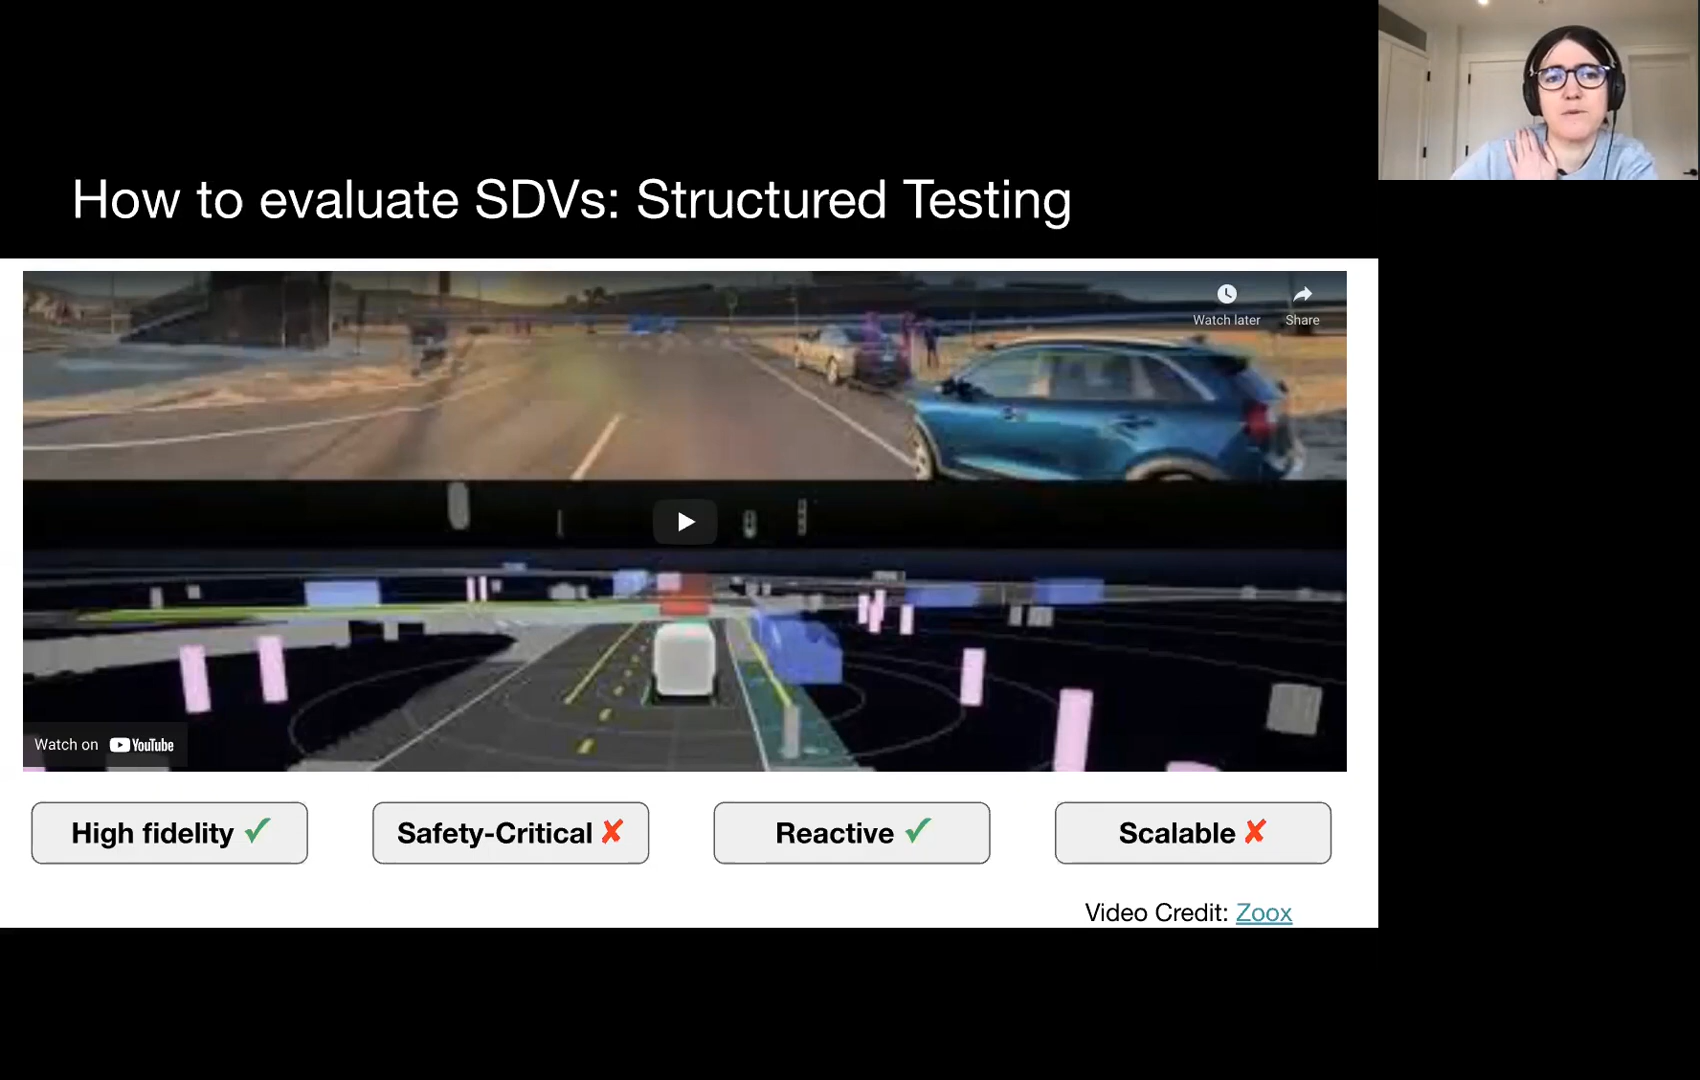 How to evaluate SDVs: Structured Testing
Watch later
Share
Watch on YouTube
High fidelity ✓
Safety-Critical ✘
Reactive ✓
Scalable ✘
Video Credit: Zoox